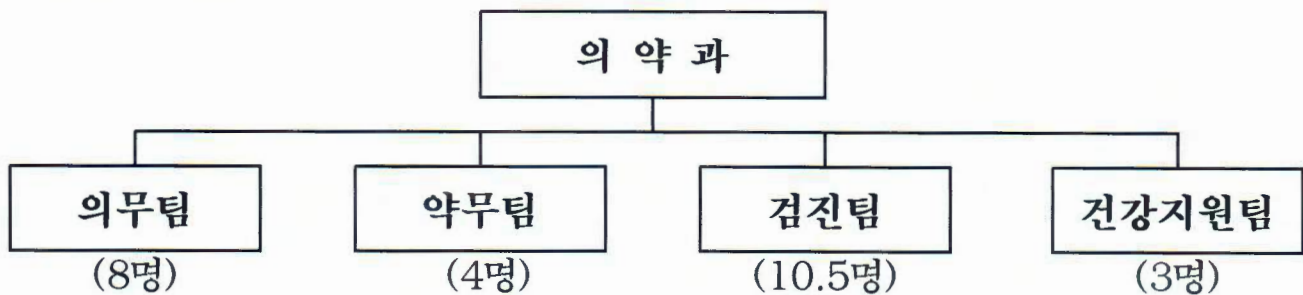 의 약 과
의무팀 약무팀 검진팀 건강지원팀
(8명) (4명) (10.5명) (3명)